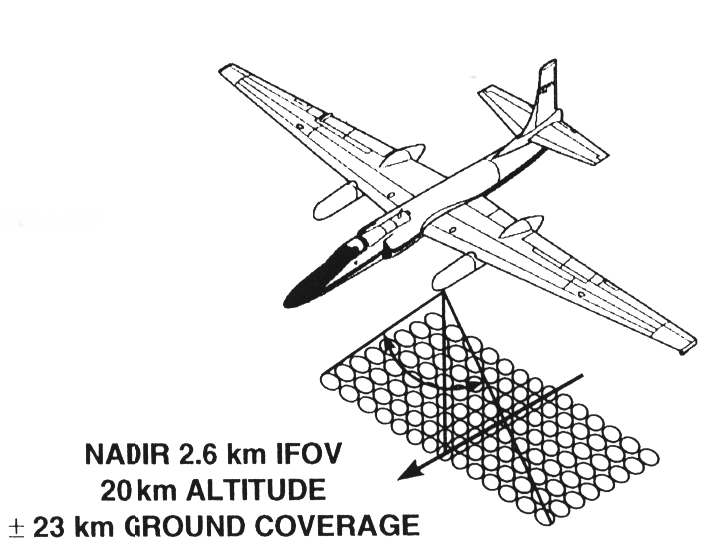 NADIR 2.6 km IFOV
20 km ALTITUDE
± 23 km GROUND COVERAGE